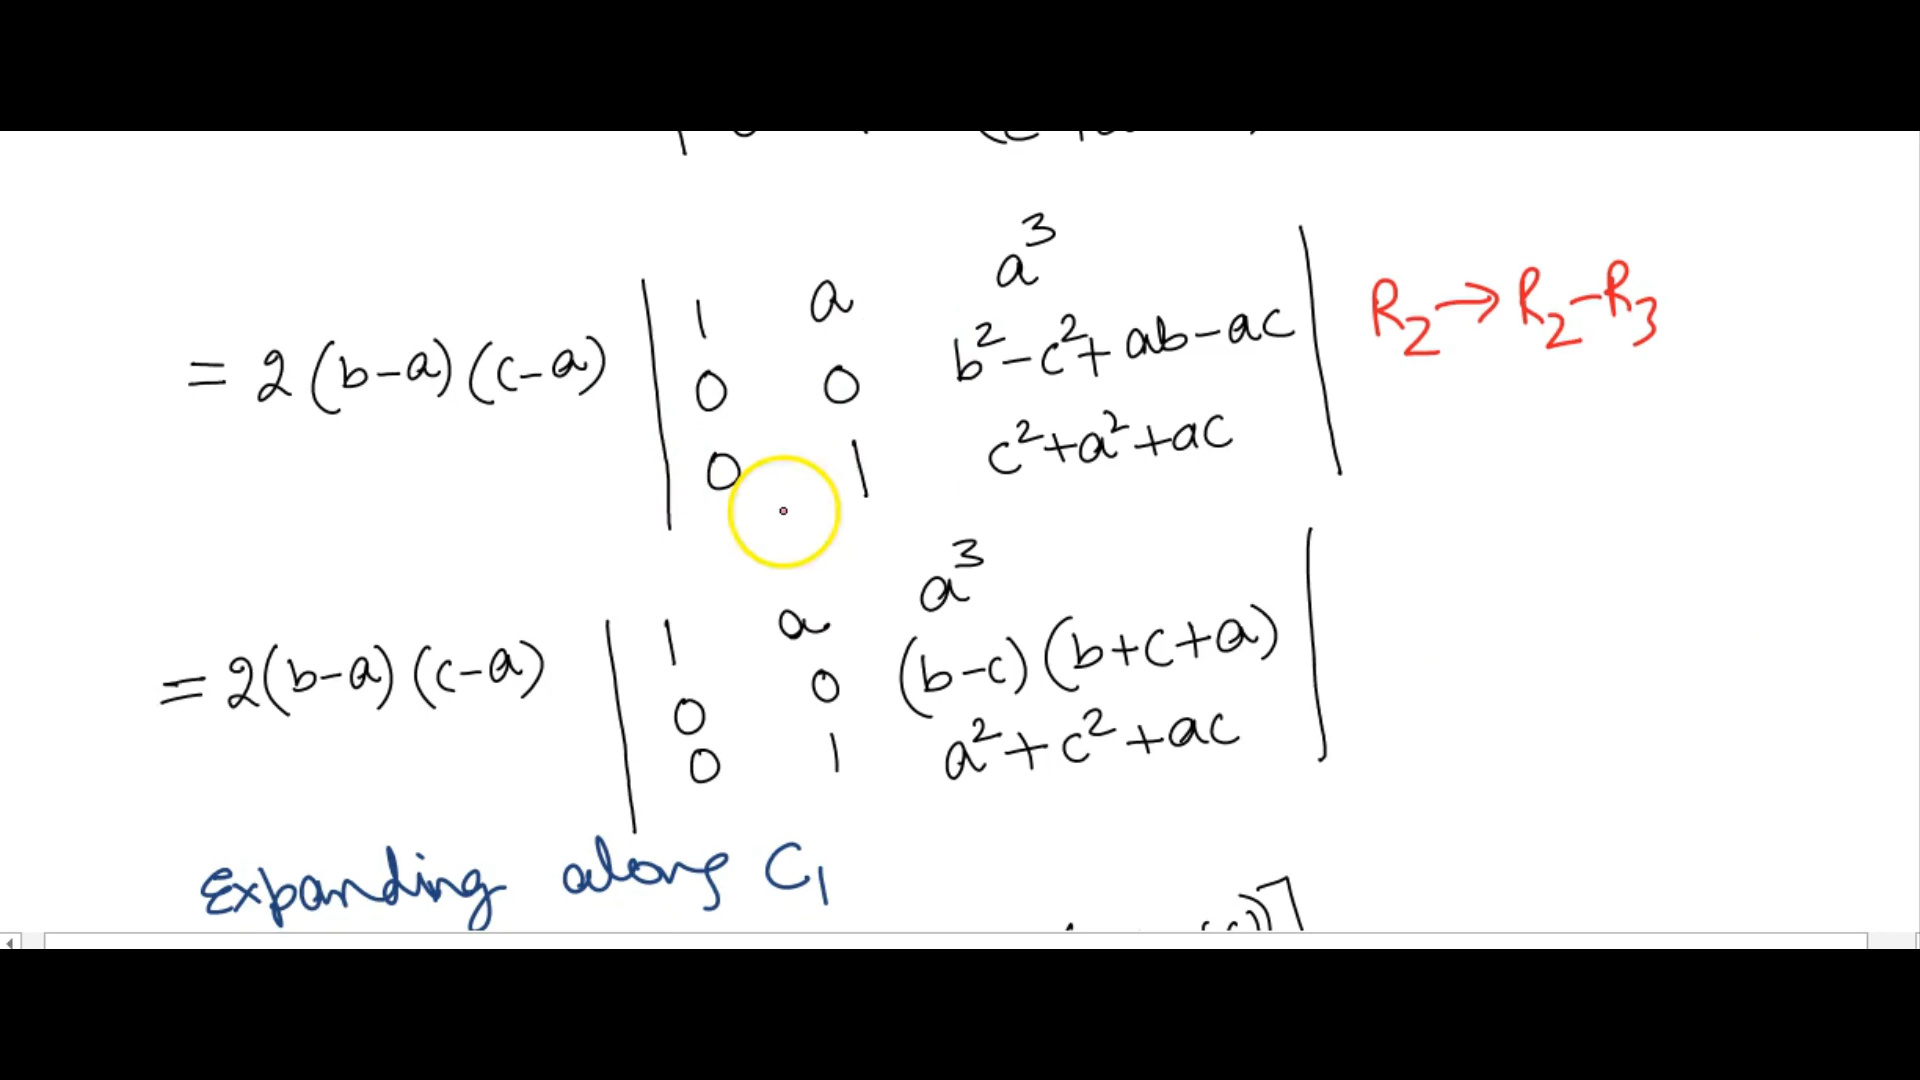 1 a a³
= 2(b-a)(c-a) 0 0 b²-c²+ab-ac R₂→R₂-R₃
0 1 c²+a²+ac
1 a a³
= 2(b-a)(c-a) 0 0 (b-c)(b+c+a)
0 1 a²+c²+ac
Expanding along C₁